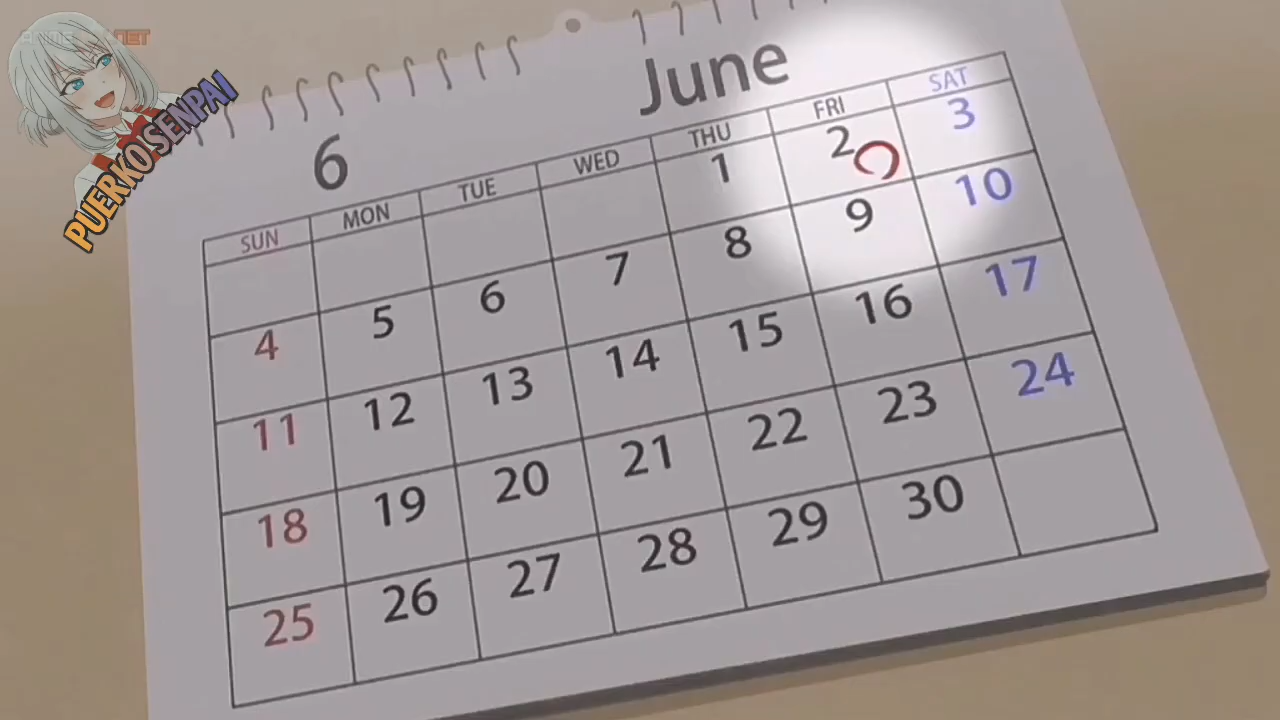 PUERKO SENPAI
6
June
SUN MON TUE WED THU FRI SAT
1 2 3
4 5 6 7 8 9 10
11 12 13 14 15 16 17
18 19 20 21 22 23 24
25 26 27 28 29 30